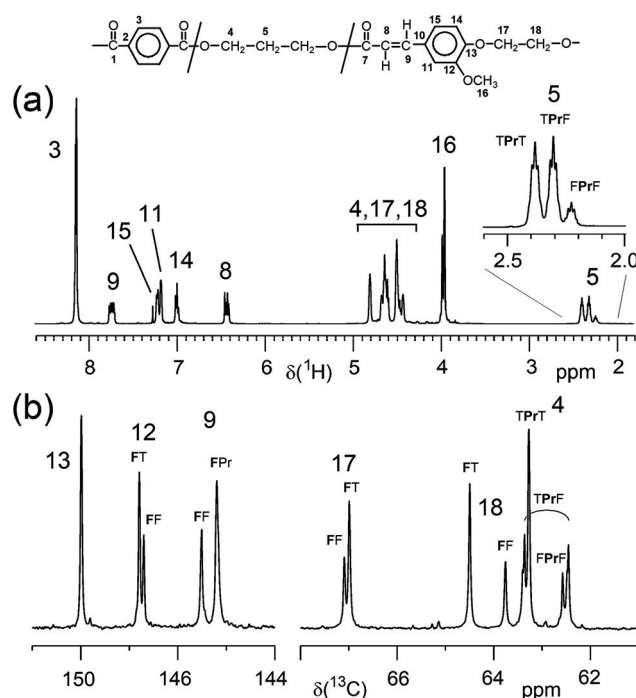 O 3 O 4 5 O 8 H 15 14 17 18
C 2 C-O-CH₂-CH₂-CH₂-O C-C=C 10 O-CH₂-CH₂-O-
1 7 H 9 11 12 13
OCH₃
16
(a)
3 16 5
TPrT TPrF
FPrF
4,17,18
11
15 14
9 8
2.5 2.0
5
8 7 6 5 4 3 2
δ(¹H) ppm
(b)
9 4
12 TPrT
13 FT FPr 17 FT
FT 18 TPrF
FF FF FF FF FPrF
150 148 146 144 66 64 62
δ(¹³C) ppm